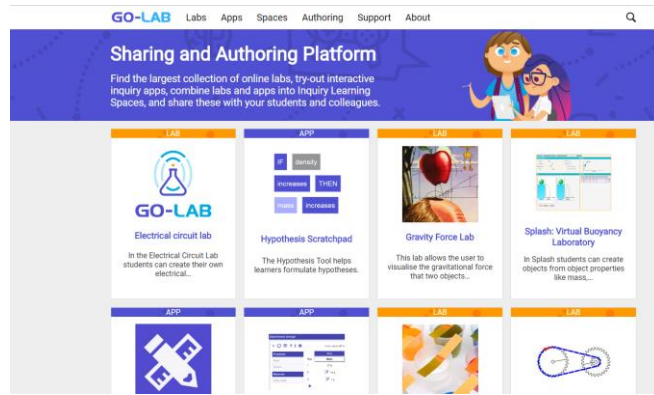 GO-LAB Labs Apps Spaces Authoring Support About
Sharing and Authoring Platform
Find the largest collection of online labs, try-out interactive
inquiry apps, combine labs and apps into Inquiry Learning
Spaces, and share these with your students and colleagues.
LAB
GO-LAB
Electrical circuit lab
In the Electrical Circuit Lab
students can create their own
electrical...
APP
IF density
increases THEN
mass increases
Hypothesis Scratchpad
The Hypothesis Tool helps
learners formulate hypotheses.
LAB
Gravity Force Lab
This lab allows the user to
visualise the gravitational force
that two objects...
LAB
Splash: Virtual Buoyancy
Laboratory
In Splash students can create
objects from object properties
like mass,...
APP
APP
LAB
LAB